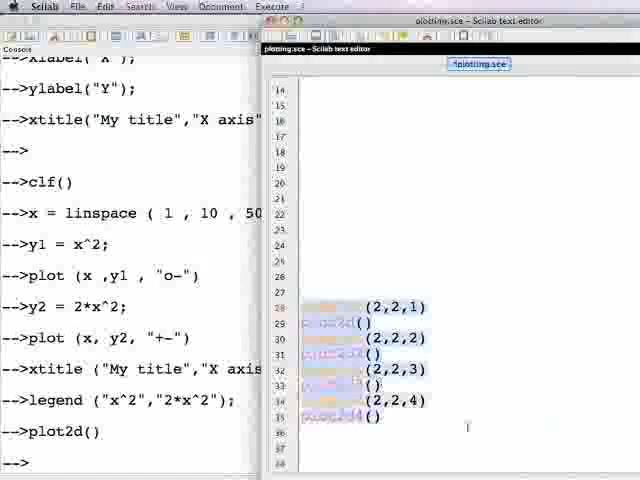 Scilab File Edit Search View Document Execute
plotting.sce - Scilab text editor
Console
plotting.sce - Scilab text editor
*plotting.sce
-->xlabel("X");
-->ylabel("Y");
-->xtitle("My title","X axis"
-->
-->clf()
-->x = linspace ( 1 , 10 , 50
-->y1 = x^2;
-->plot (x ,y1 , "o-")
-->y2 = 2*x^2;
-->plot (x, y2, "+-")
-->xtitle ("My title","X axis
-->legend ("x^2","2*x^2");
-->plot2d()
-->
14
15
16
17
18
19
20
21
22
23
24
25
26
27
28 (2,2,1)
29 ()
30 (2,2,2)
31 ()
32 (2,2,3)
33 ()
34 (2,2,4)
35 ()
36
37
38